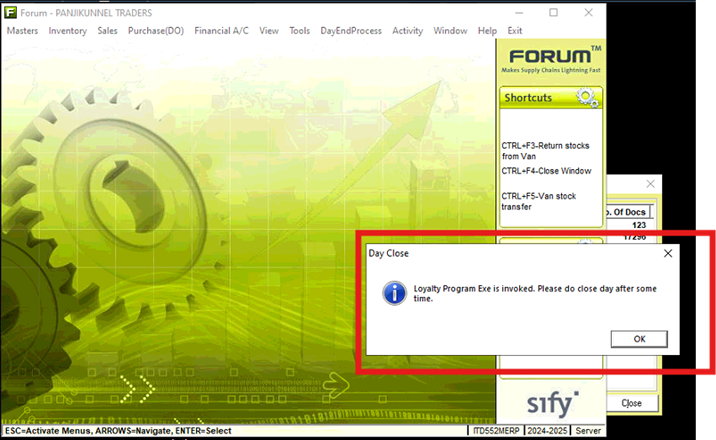 Forum - PANJIKUNNEL TRADERS
Masters Inventory Sales Purchase(DO) Financial A/C View Tools DayEndProcess Activity Window Help Exit
FORUM™
Makes Supply Chains Lightning Fast
Shortcuts
CTRL+F3-Return stocks
from Van
CTRL+F4-Close Window
CTRL+F5-Van stock
transfer
o. Of Docs
123
17296
Day Close
Loyalty Program Exe is invoked. Please do close day after some
time.
OK
sify
Close
ESC=Activate Menus, ARROWS=Navigate, ENTER=Select
ITD552MERP 2024-2025 Server